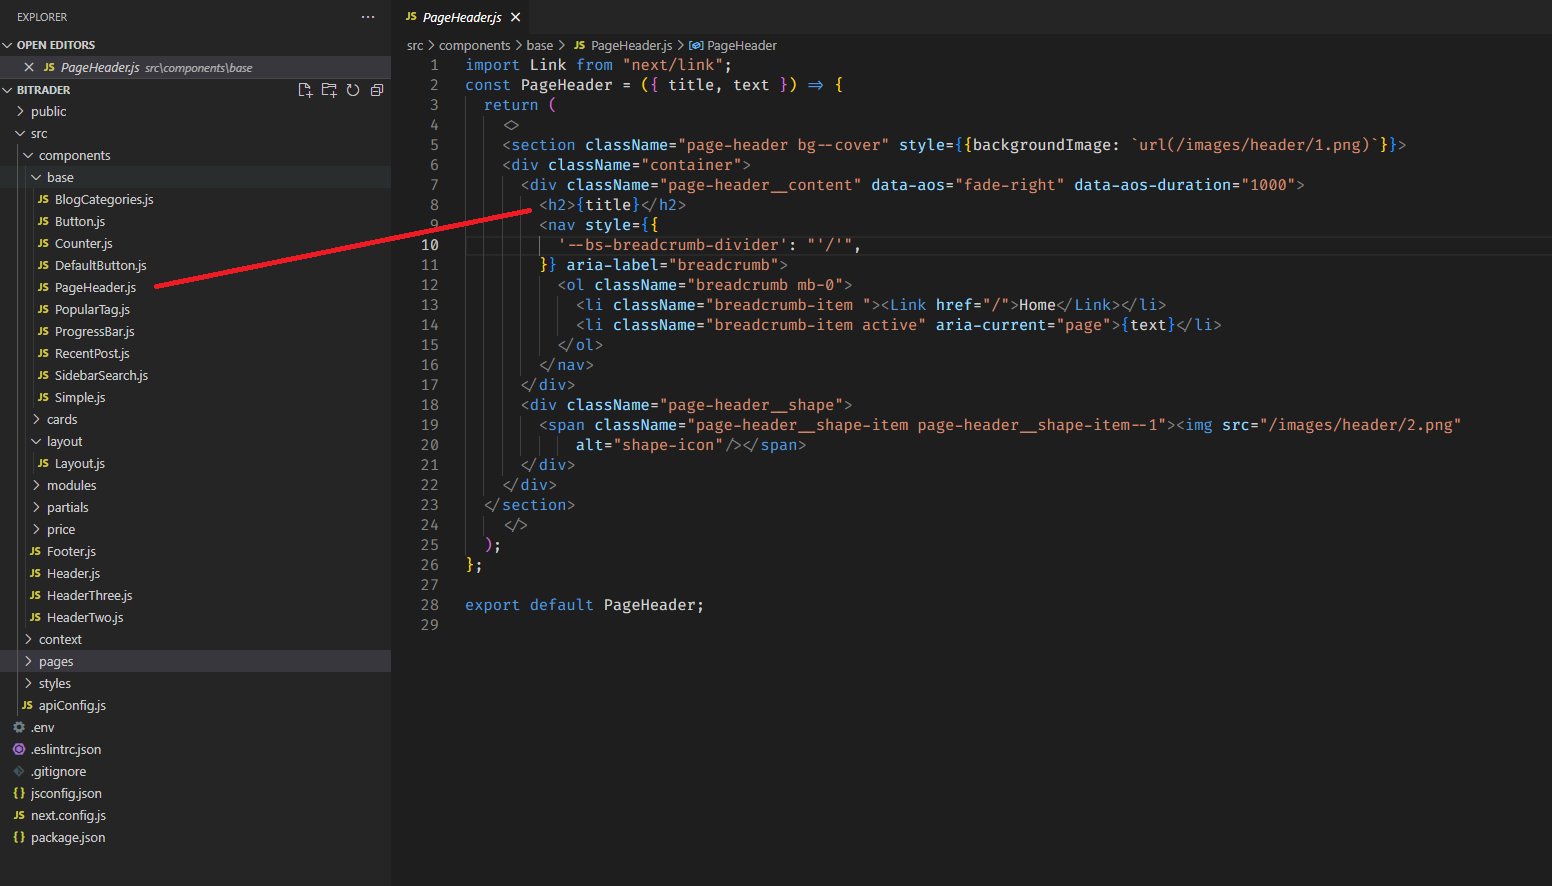 EXPLORER
OPEN EDITORS
JS PageHeader.js src\components\base
BITRADER
public
src
components
base
JS BlogCategories.js
JS Button.js
JS Counter.js
JS DefaultButton.js
JS PageHeader.js
JS PopularTag.js
JS ProgressBar.js
JS RecentPost.js
JS SidebarSearch.js
JS Simple.js
cards
layout
JS Layout.js
modules
partials
price
JS Footer.js
JS Header.js
JS HeaderThree.js
JS HeaderTwo.js
context
pages
styles
JS apiConfig.js
.env
.eslintrc.json
.gitignore
{} jsconfig.json
JS next.config.js
{} package.json
JS PageHeader.js
src > components > base > JS PageHeader.js > PageHeader
1 import Link from "next/link";
2 const PageHeader = ({ title, text }) => {
3 return (
4 <>
5 <section className="page-header bg--cover" style={{backgroundImage: `url(/images/header/1.png)`}}>
6 <div className="container">
7 <div className="page-header__content" data-aos="fade-right" data-aos-duration="1000">
8 <h2>{title}</h2>
9 <nav style={{
10 '--bs-breadcrumb-divider': "'/'",
11 }} aria-label="breadcrumb">
12 <ol className="breadcrumb mb-0">
13 <li className="breadcrumb-item "><Link href="/">Home</Link></li>
14 <li className="breadcrumb-item active" aria-current="page">{text}</li>
15 </ol>
16 </nav>
17 </div>
18 <div className="page-header__shape">
19 <span className="page-header__shape-item page-header__shape-item--1"><img src="/images/header/2.png"
20 alt="shape-icon"/></span>
21 </div>
22 </div>
23 </section>
24 </>
25 );
26 };
27
28 export default PageHeader;
29